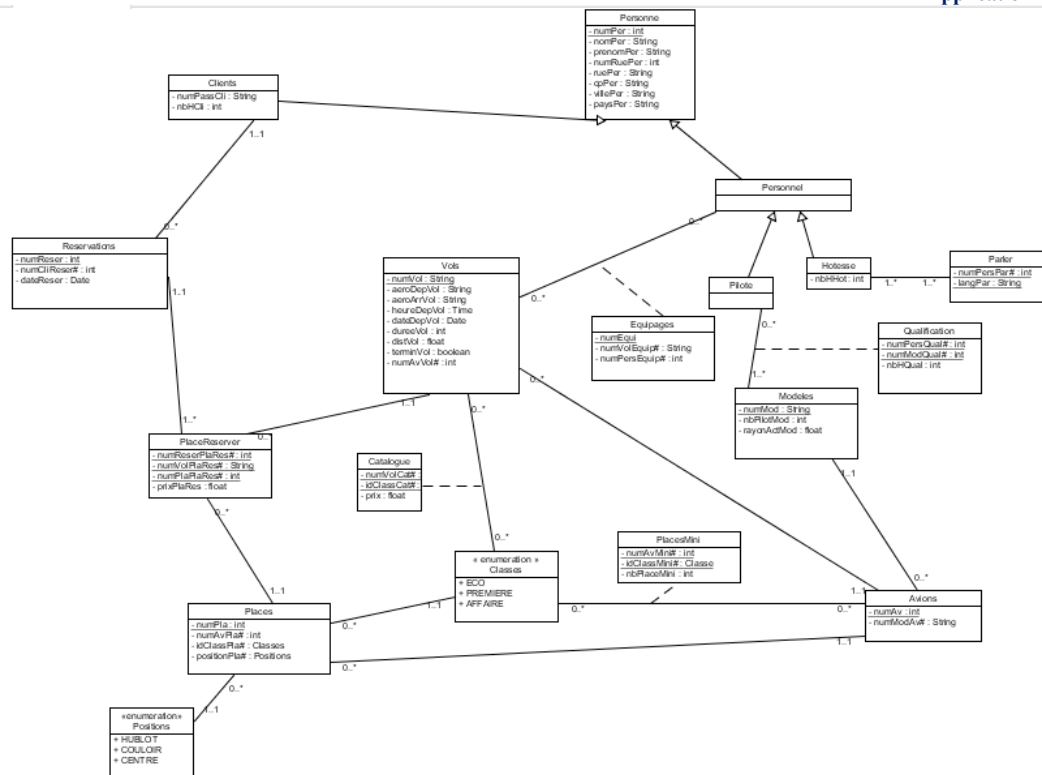 Personne
- numPer : int
- nomPer : String
- prenomPer : String
- numRuePer : int
- ruePer : String
- cpPer : String
- villePer : String
- paysPer : String
Clients
- numPassCli : String
- nbHCli : int
1..1
0..*
Personnel
0..*
Reservations
- numReser : int
- numCliReser# : int
- dateReser : Date
1..1
Vols
- numVol : String
- aeroDepVol : String
- aeroArrVol : String
- heureDepVol : Time
- dateDepVol : Date
- dureeVol : int
- distVol : float
- terminVol : boolean
- numAvVol# : int
0..*
Hotesse
- nbHHot : int
1..*
1..*
Parler
- numPersPar# : int
- langPar : String
Pilote
0..*
Equipages
- numEqui
- numVolEquip# : String
- numPersEquip# : int
Qualification
- numPersQual# : int
- numModQual# : int
- nbHQual : int
1..*
0..*
Modeles
- numMod : String
- nbPilotMod : int
- rayonActMod : float
1..1
1..1
0..*
1..*
0..
PlaceReserver
- numReserPlaRes# : int
- numVolPlaRes# : String
- numPlaPlaRes# : int
- prixPlaRes : float
0..*
Catalogue
- numVolCat# :
- idClassCat# :
- prix : float
0..*
PlacesMini
- numAvMini# : int
- idClassMini# : Classe
- nbPlaceMini : int
« enumeration »
Classes
+ ECO
+ PREMIERE
+ AFFAIRE
0..*
1..1
0..*
0..*
Avions
- numAv : int
- numModAv# : String
1..1
1..1
1..1
0..*
Places
- numPla : int
- numAvPla# : int
- idClassPla# : Classes
- positionPla# : Positions
0..*
0..*
1..1
«enumeration»
Positions
+ HUBLOT
+ COULOIR
+ CENTRE